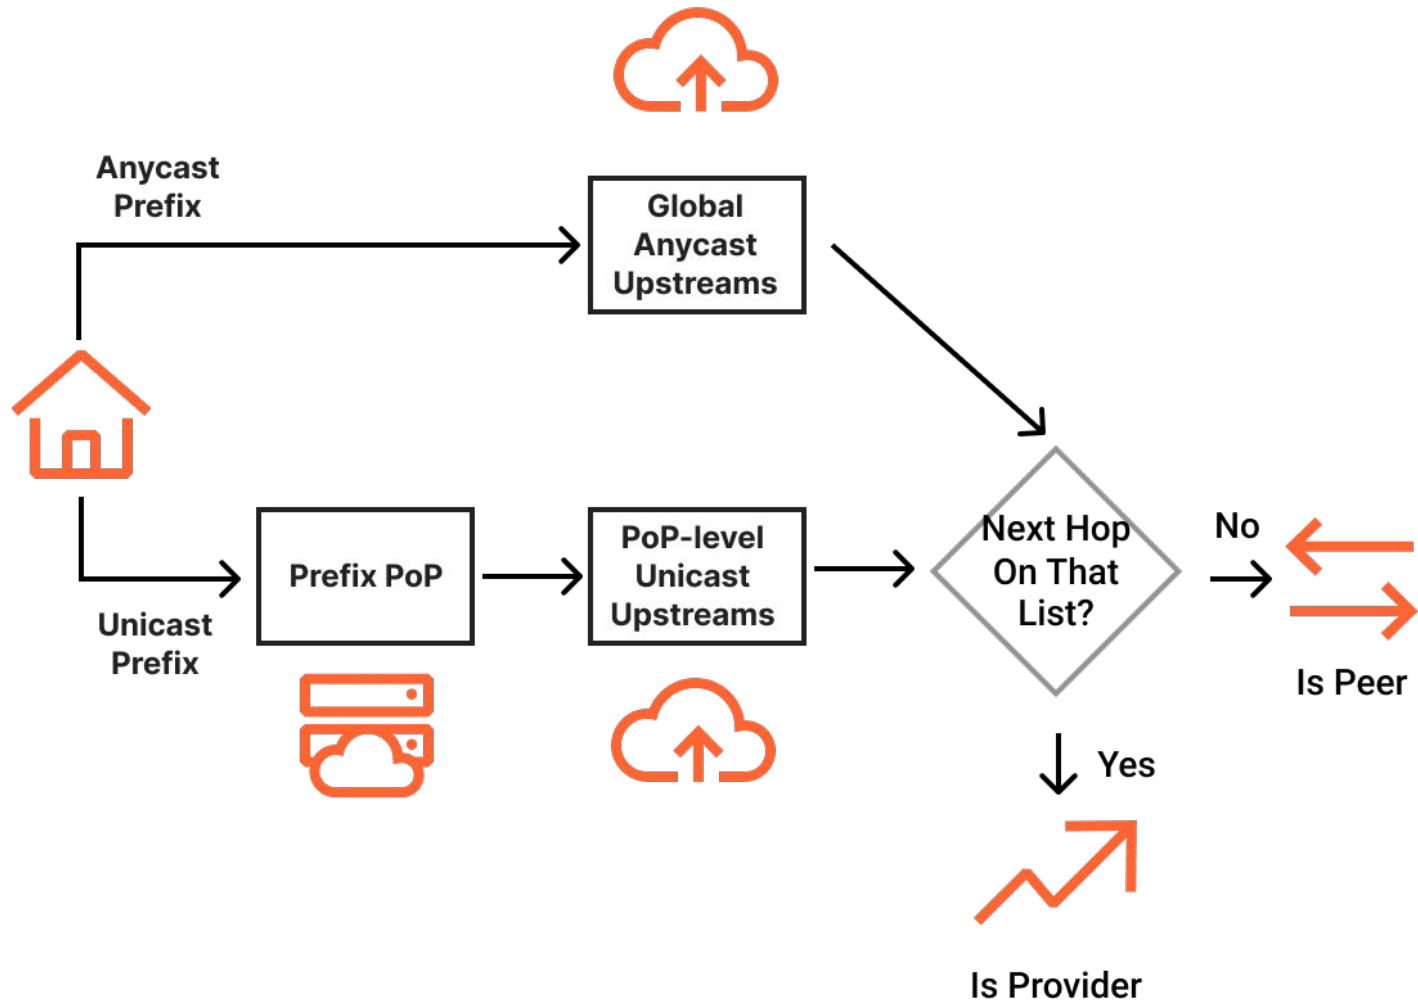 Anycast
Prefix
Global
Anycast
Upstreams
Unicast
Prefix
Prefix PoP
PoP-level
Unicast
Upstreams
Next Hop
On That
List?
No
Is Peer
Yes
Is Provider